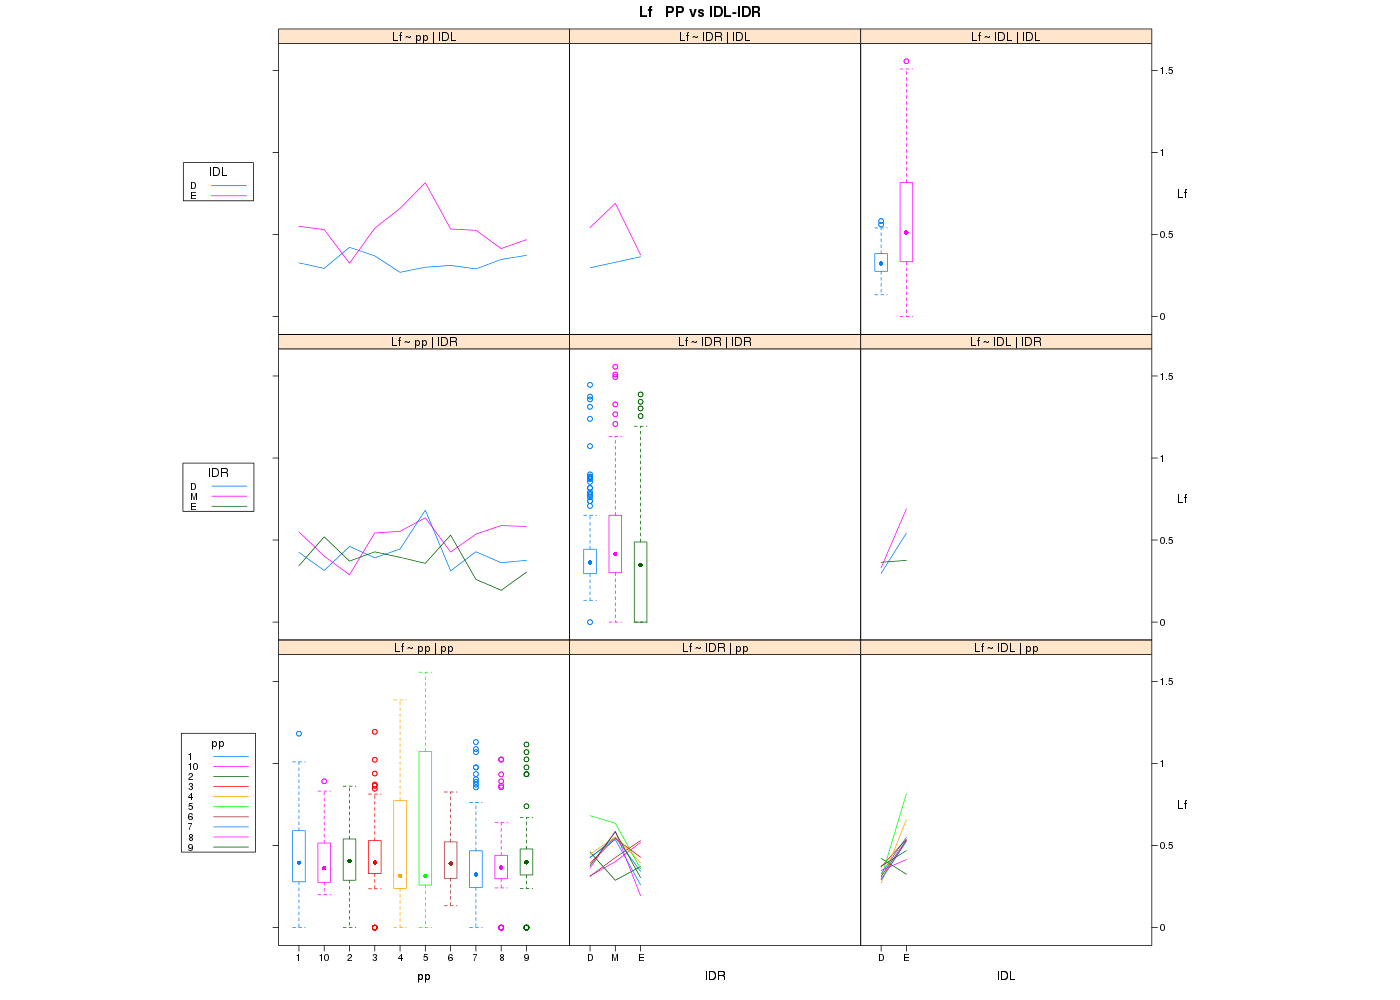 Lf PP vs IDL-IDR
Lf ~ pp | IDL
Lf ~ IDR | IDL
Lf ~ IDL | IDL
IDL
D
E
1.5
1
0.5
0
Lf
Lf ~ pp | IDR
Lf ~ IDR | IDR
Lf ~ IDL | IDR
IDR
D
M
E
1.5
1
0.5
0
Lf
Lf ~ pp | pp
Lf ~ IDR | pp
Lf ~ IDL | pp
pp
1
10
2
3
4
5
6
7
8
9
1.5
1
0.5
0
Lf
1 10 2 3 4 5 6 7 8 9
D M E
D E
pp
IDR
IDL